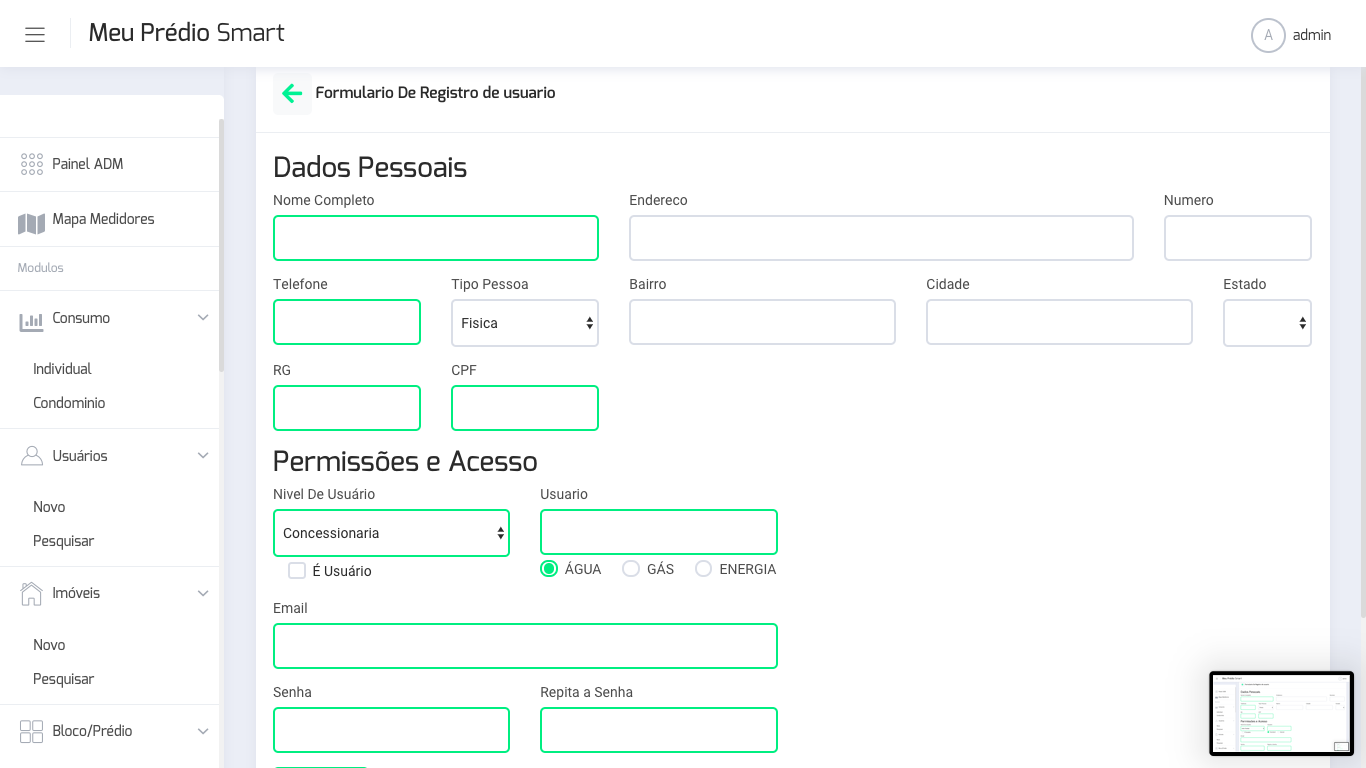 Meu Prédio Smart
A admin
Formulario De Registro de usuario
Painel ADM
Mapa Medidores
Modulos
Consumo
Individual
Condominio
Usuários
Novo
Pesquisar
Imóveis
Novo
Pesquisar
Bloco/Prédio
Dados Pessoais
Nome Completo Endereco Numero
Telefone Tipo Pessoa Bairro Cidade Estado
Fisica
RG CPF
Permissões e Acesso
Nivel De Usuário Usuario
Concessionaria
É Usuário ÁGUA GÁS ENERGIA
Email
Senha Repita a Senha